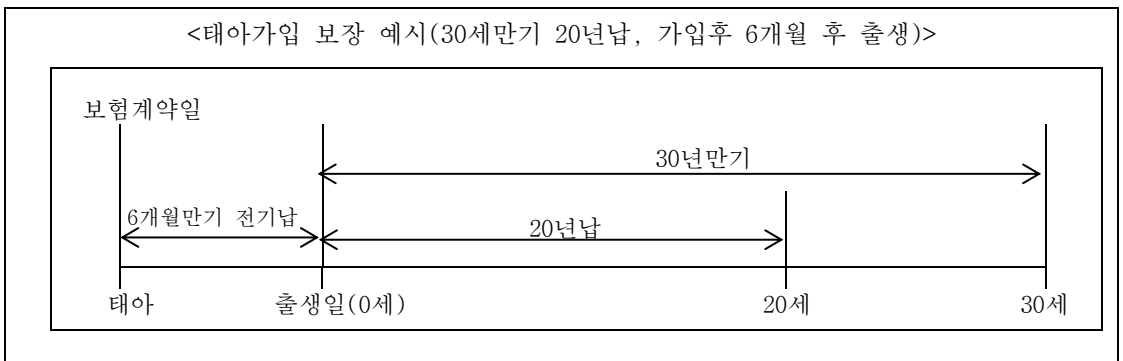 <태아가입 보장 예시(30세만기 20년납, 가입후 6개월 후 출생)>
보험계약일
30년만기
6개월만기 전기납
20년납
태아
출생일(0세)
20세
30세